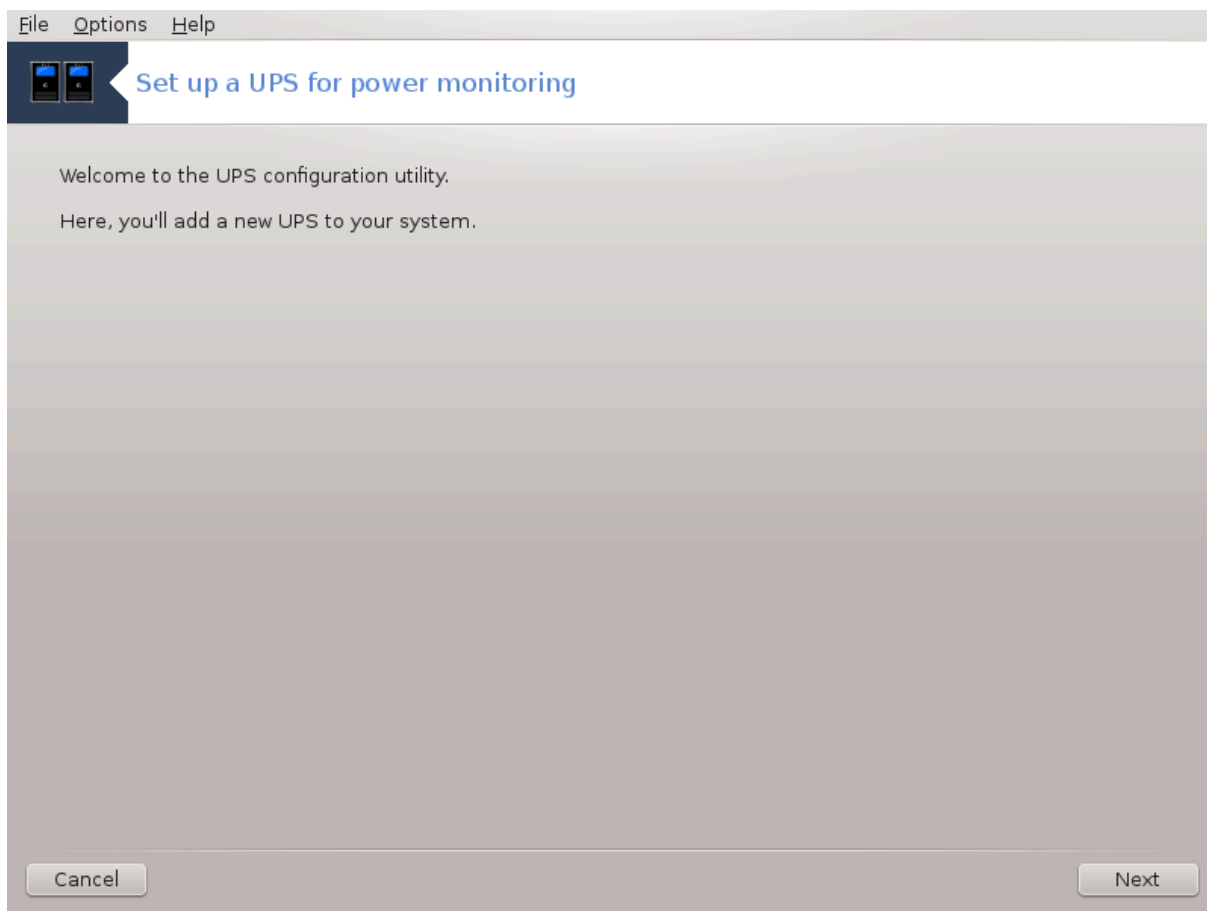 File Options Help
Set up a UPS for power monitoring
Welcome to the UPS configuration utility.
Here, you'll add a new UPS to your system.
Cancel Next